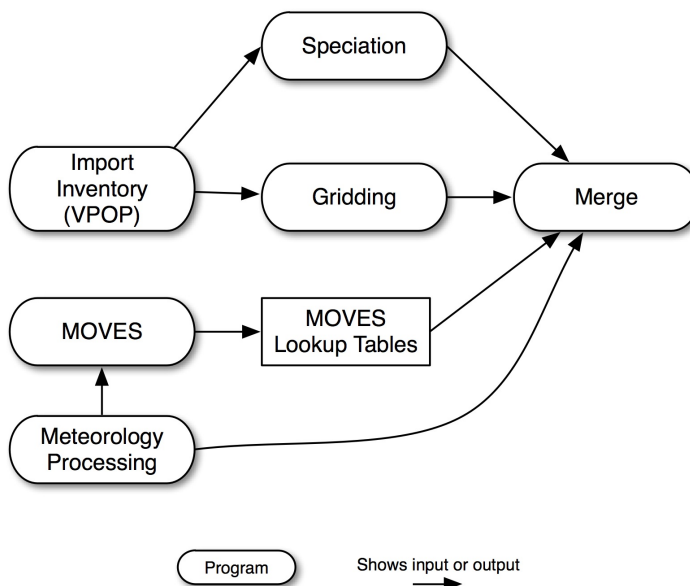 Speciation
Import
Inventory
(VPOP)
Gridding
Merge
MOVES
MOVES
Lookup Tables
Meteorology
Processing
Program
Shows input or output